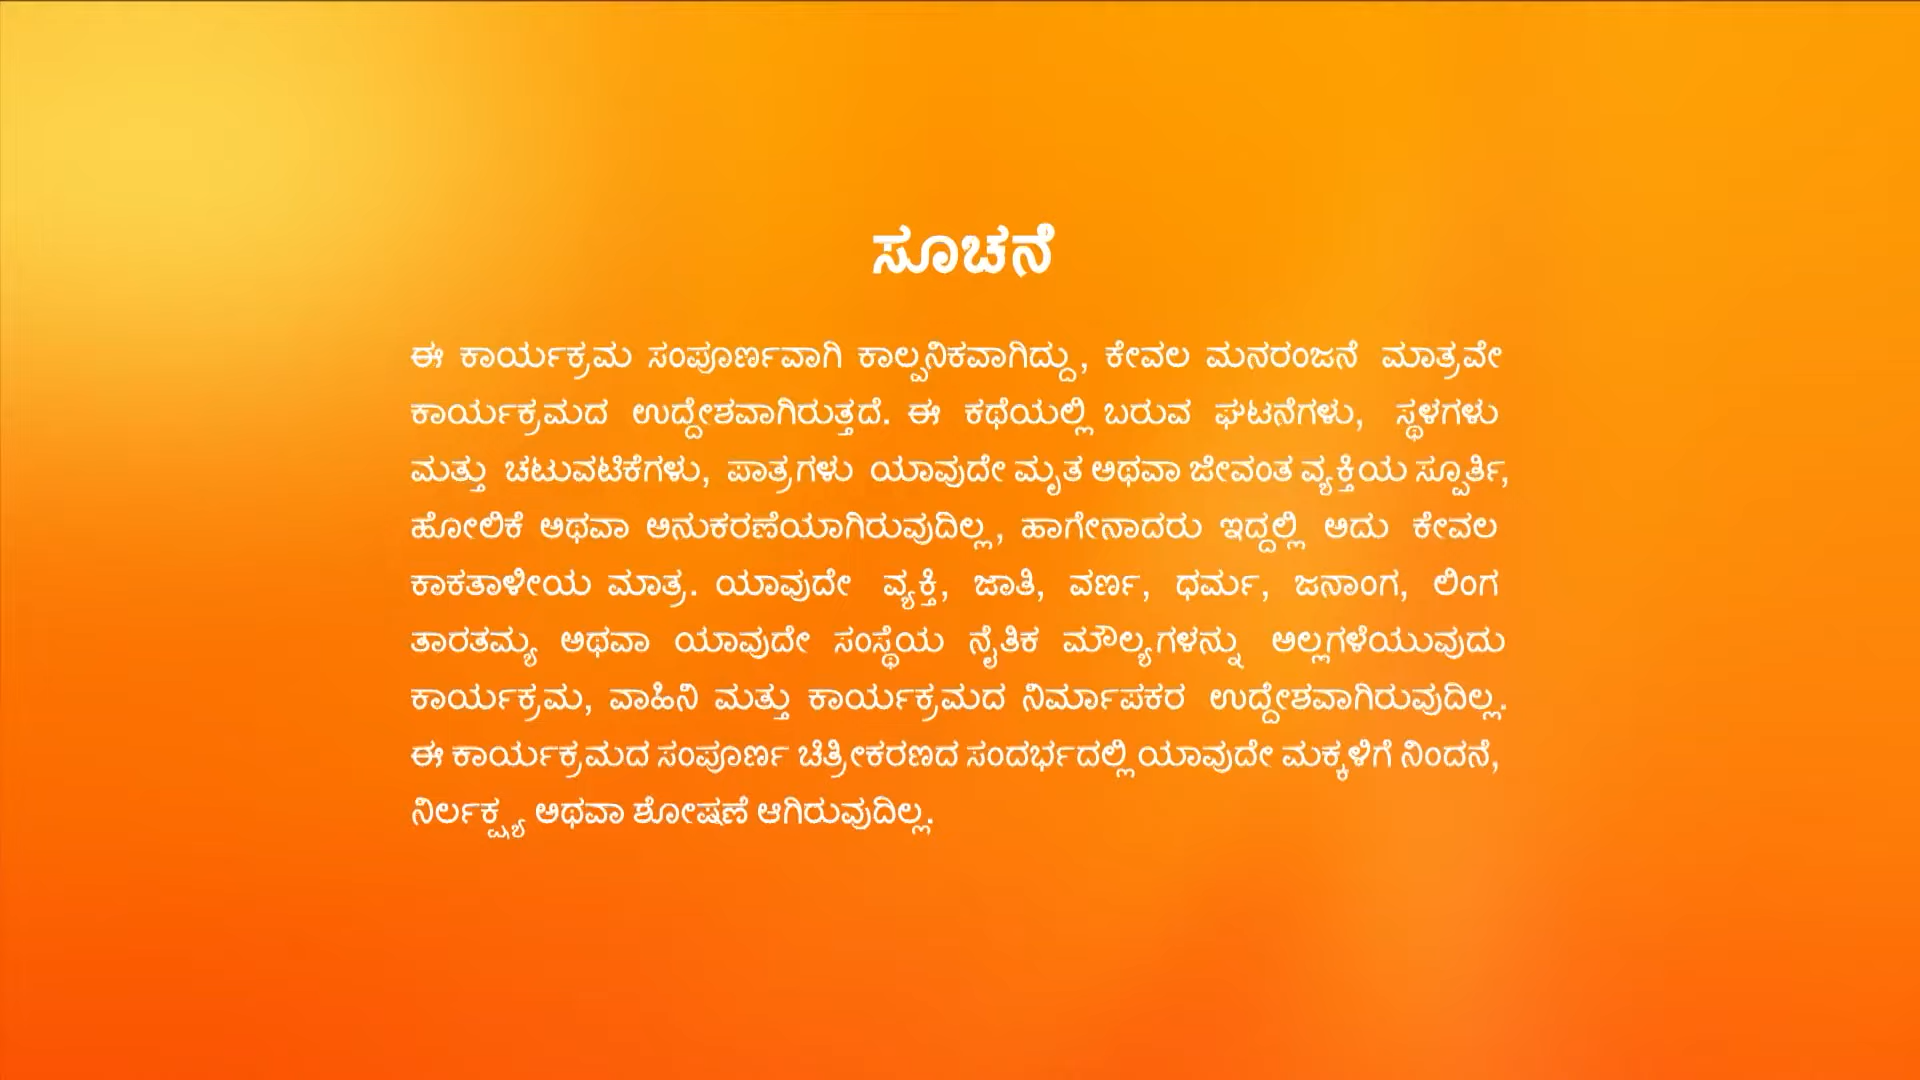 ಸೂಚನೆ
ಈ ಕಾರ್ಯಕ್ರಮ ಸಂಪೂರ್ಣವಾಗಿ ಕಾಲ್ಪನಿಕವಾಗಿದ್ದು, ಕೇವಲ ಮನರಂಜನೆ ಮಾತ್ರವೇ
ಕಾರ್ಯಕ್ರಮದ ಉದ್ದೇಶವಾಗಿರುತ್ತದೆ. ಈ ಕಥೆಯಲ್ಲಿ ಬರುವ ಘಟನೆಗಳು, ಸ್ಥಳಗಳು
ಮತ್ತು ಚಟುವಟಿಕೆಗಳು, ಪಾತ್ರಗಳು ಯಾವುದೇ ಮೃತ ಅಥವಾ ಜೀವಂತ ವ್ಯಕ್ತಿಯ ಸ್ಪೂರ್ತಿ,
ಹೋಲಿಕೆ ಅಥವಾ ಅನುಕರಣೆಯಾಗಿರುವುದಿಲ್ಲ, ಹಾಗೇನಾದರು ಇದ್ದಲ್ಲಿ ಅದು ಕೇವಲ
ಕಾಕತಾಳೀಯ ಮಾತ್ರ. ಯಾವುದೇ ವ್ಯಕ್ತಿ, ಜಾತಿ, ವರ್ಣ, ಧರ್ಮ, ಜನಾಂಗ, ಲಿಂಗ
ತಾರತಮ್ಯ ಅಥವಾ ಯಾವುದೇ ಸಂಸ್ಥೆಯ ನೈತಿಕ ಮೌಲ್ಯಗಳನ್ನು ಅಲ್ಲಗಳೆಯುವುದು
ಕಾರ್ಯಕ್ರಮ, ವಾಹಿನಿ ಮತ್ತು ಕಾರ್ಯಕ್ರಮದ ನಿರ್ಮಾಪಕರ ಉದ್ದೇಶವಾಗಿರುವುದಿಲ್ಲ.
ಈ ಕಾರ್ಯಕ್ರಮದ ಸಂಪೂರ್ಣ ಚಿತ್ರೀಕರಣದ ಸಂದರ್ಭದಲ್ಲಿ ಯಾವುದೇ ಮಕ್ಕಳಿಗೆ ನಿಂದನೆ,
ನಿರ್ಲಕ್ಷ್ಯ ಅಥವಾ ಶೋಷಣೆ ಆಗಿರುವುದಿಲ್ಲ.